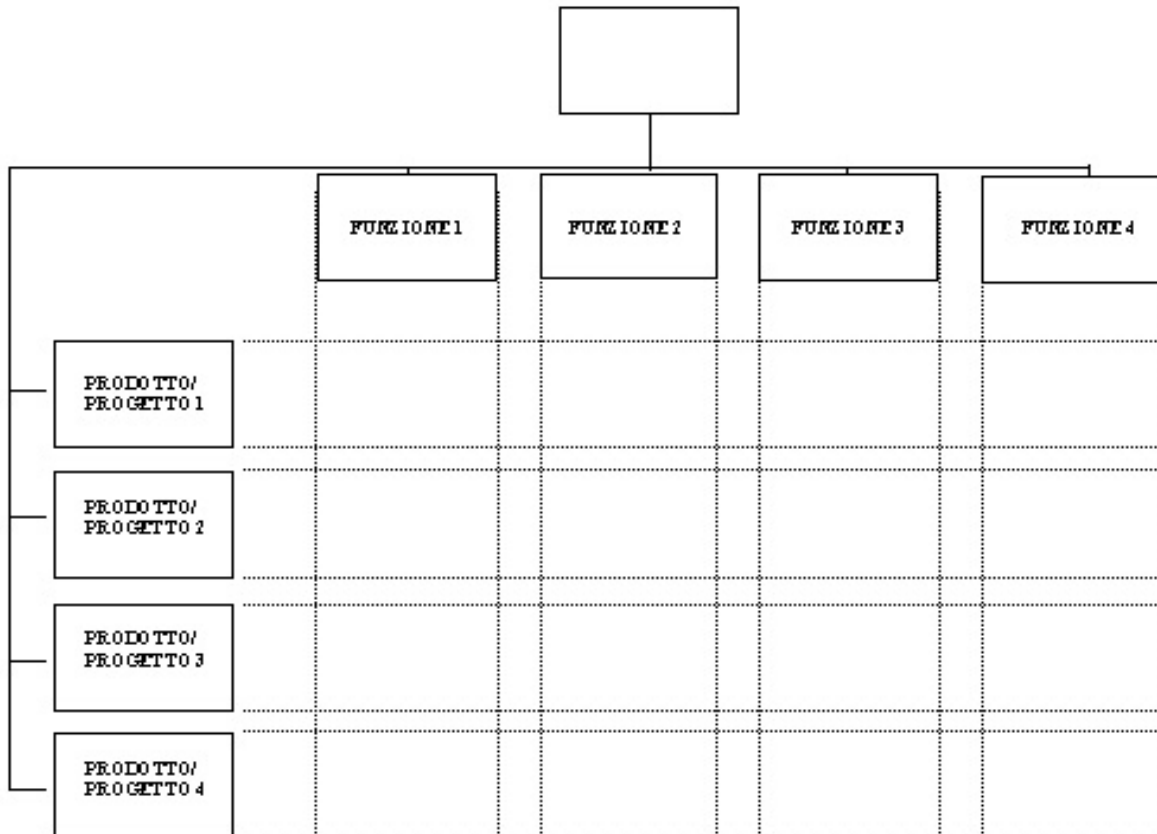 FUNZIONE 1
FUNZIONE 2
FUNZIONE 3
FUNZIONE 4
PRODOTTO/
PROGETTO 1
PRODOTTO/
PROGETTO 2
PRODOTTO/
PROGETTO 3
PRODOTTO/
PROGETTO 4